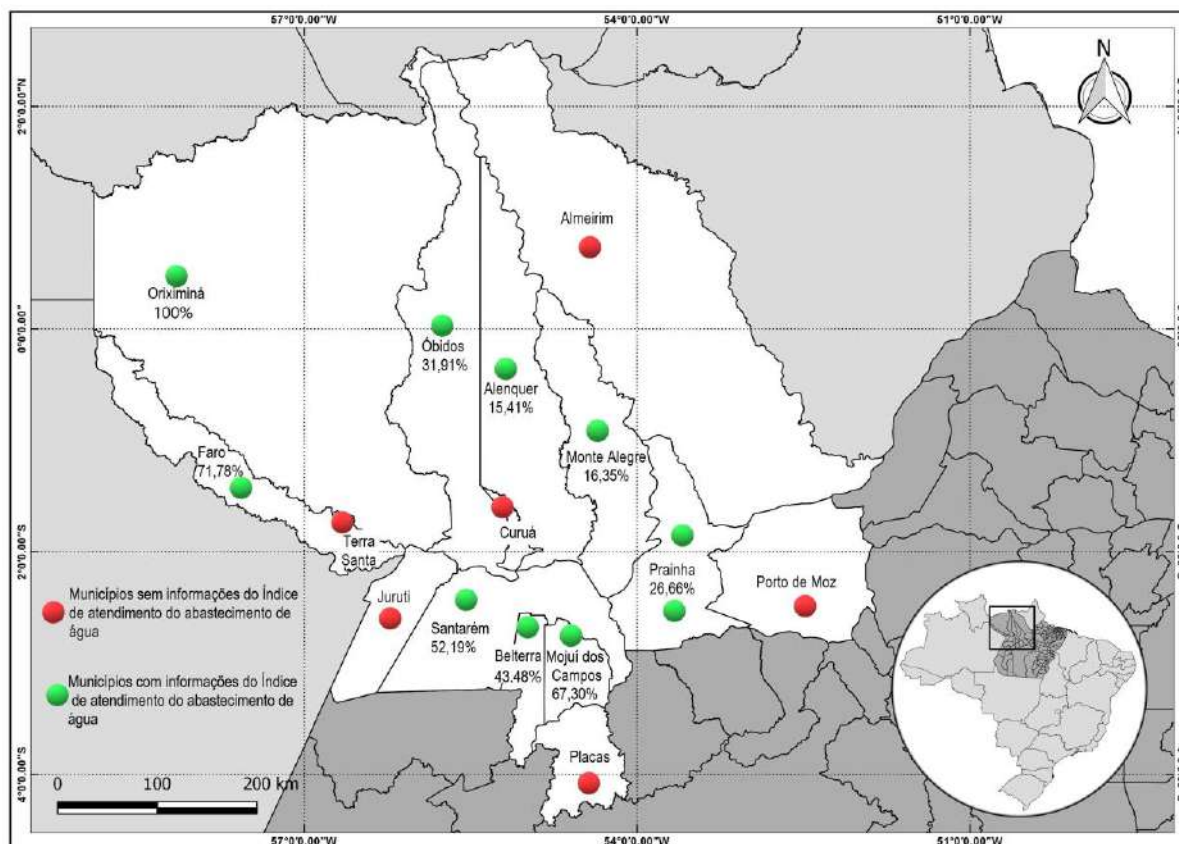 57°0'0.00"W
54°0'0.00"W
51°0'0.00"W
N
2°0'0.00"N
Almeirim
Oriximiná
100%
0°0'0.00"
Óbidos
31,91%
Alenquer
15,41%
Monte Alegre
16,35%
Faro
71,78%
Terra
Santa
Curuá
2°0'0.00"S
Prainha
26,66%
Porto de Moz
Juruti
Santarém
52,19%
Belterra
43.48%
Mojuí dos
Campos
67,30%
Placas
Municípios sem informações do Índice
de atendimento do abastecimento de
água
Municípios com informações do Índice
de atendimento do abastecimento de
água
0
100
200 km
4°0'0.00"S
57°0'0.00"W
54°0'0.00"W
51°0'0.00"W